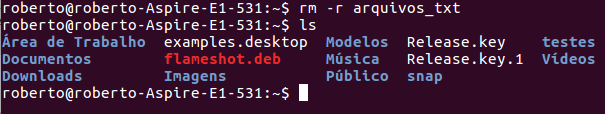 roberto@roberto-Aspire-E1-531:~$ rm -r arquivos_txt
roberto@roberto-Aspire-E1-531:~$ ls
Área de Trabalho examples.desktop Modelos Release.key testes
Documentos flameshot.deb Música Release.key.1 Vídeos
Downloads Imagens Público snap
roberto@roberto-Aspire-E1-531:~$